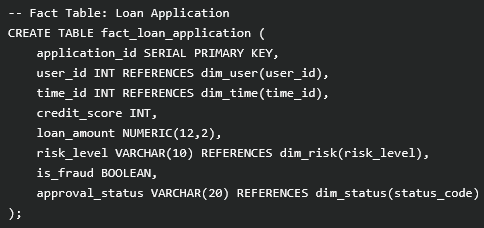 -- Fact Table: Loan Application
CREATE TABLE fact_loan_application (
    application_id SERIAL PRIMARY KEY,
    user_id INT REFERENCES dim_user(user_id),
    time_id INT REFERENCES dim_time(time_id),
    credit_score INT,
    loan_amount NUMERIC(12,2),
    risk_level VARCHAR(10) REFERENCES dim_risk(risk_level),
    is_fraud BOOLEAN,
    approval_status VARCHAR(20) REFERENCES dim_status(status_code)
);